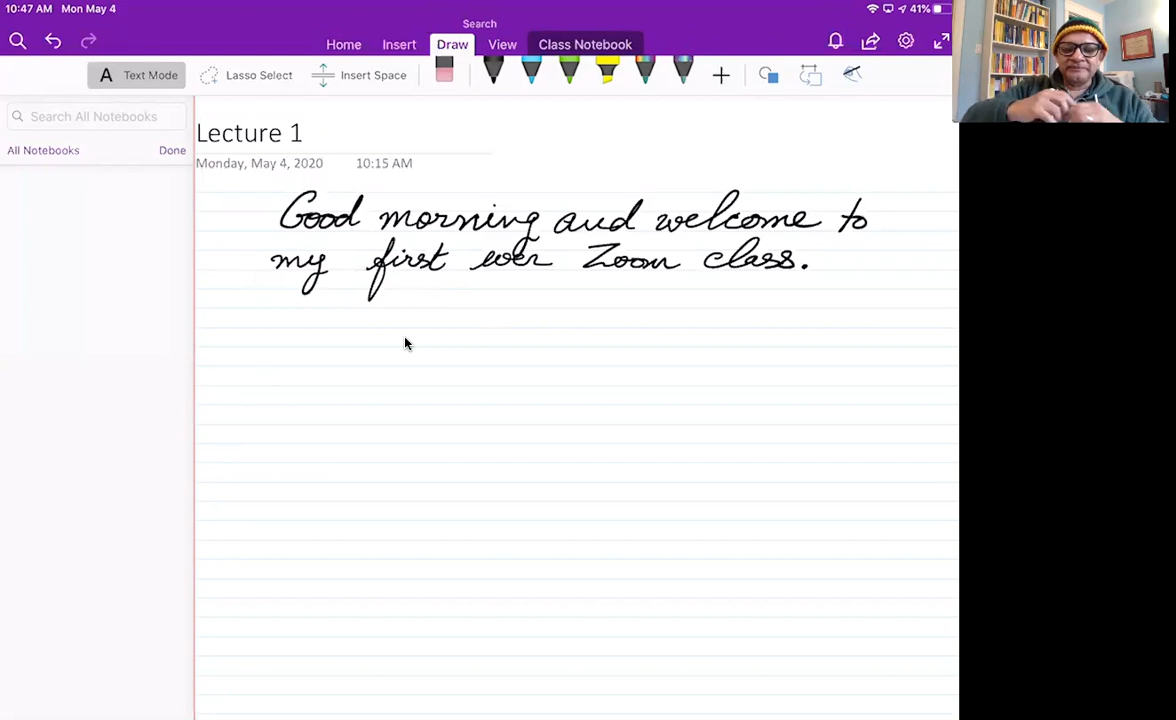 10:47 AM Mon May 4
41%
Search
Home Insert Draw View Class Notebook
A Text Mode Lasso Select Insert Space
Search All Notebooks
All Notebooks Done
Lecture 1
Monday, May 4, 2020 10:15 AM
Good morning and welcome to
my first ever Zoom class.